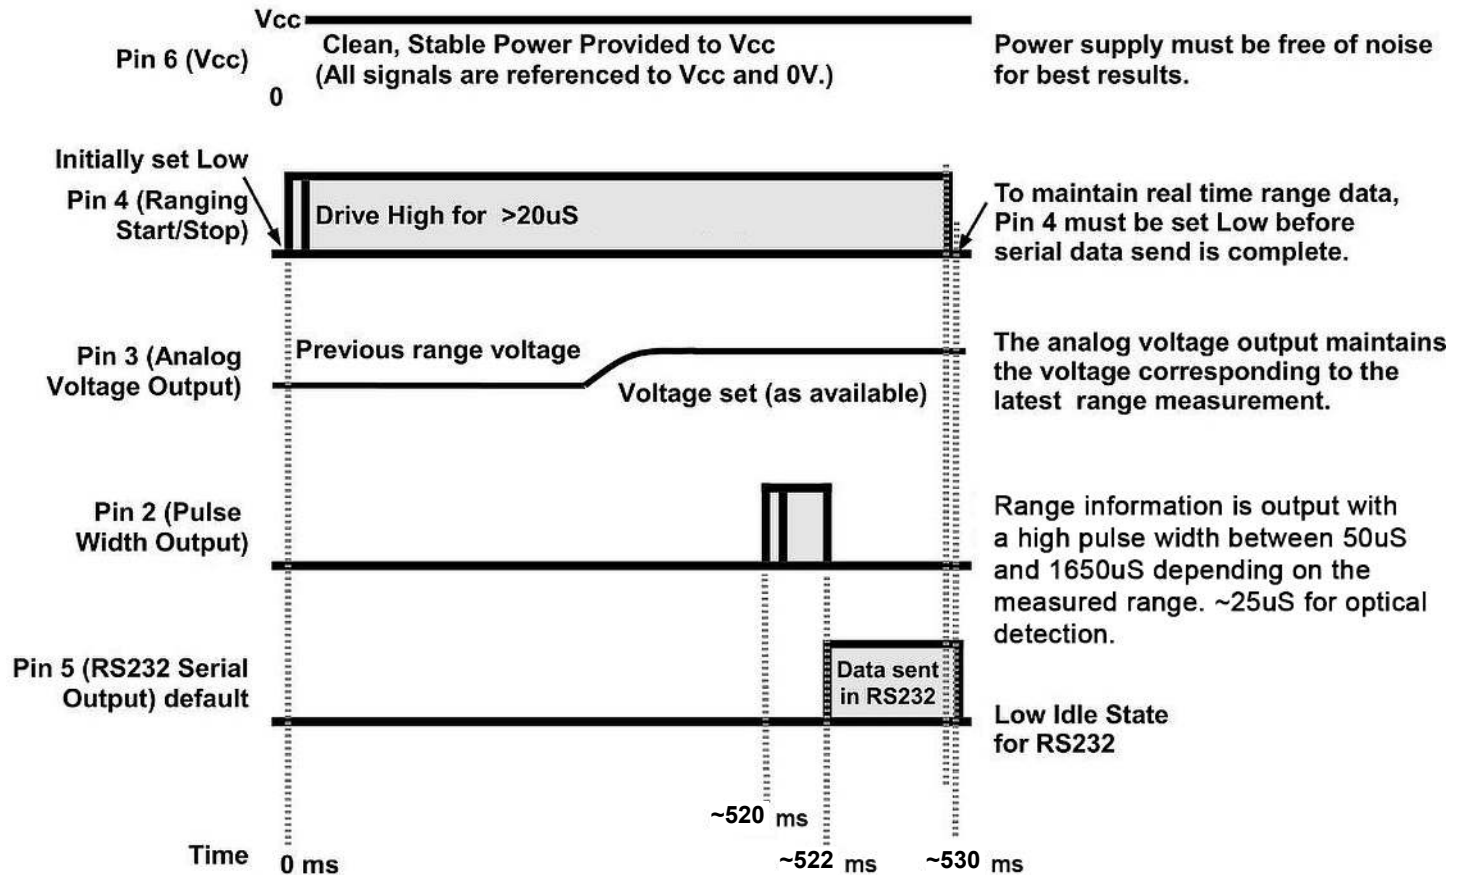 Vcc
Pin 6 (Vcc)
Clean, Stable Power Provided to Vcc
(All signals are referenced to Vcc and 0V.)
0
Power supply must be free of noise
for best results.
Initially set Low
Pin 4 (Ranging
Start/Stop)
Drive High for >20uS
To maintain real time range data,
Pin 4 must be set Low before
serial data send is complete.
Pin 3 (Analog
Voltage Output)
Previous range voltage
Voltage set (as available)
The analog voltage output maintains
the voltage corresponding to the
latest range measurement.
Pin 2 (Pulse
Width Output)
Range information is output with
a high pulse width between 50uS
and 1650uS depending on the
measured range. ~25uS for optical
detection.
Pin 5 (RS232 Serial
Output) default
Data sent
in RS232
Low Idle State
for RS232
~520 ms
Time
0 ms
~522 ms
~530 ms